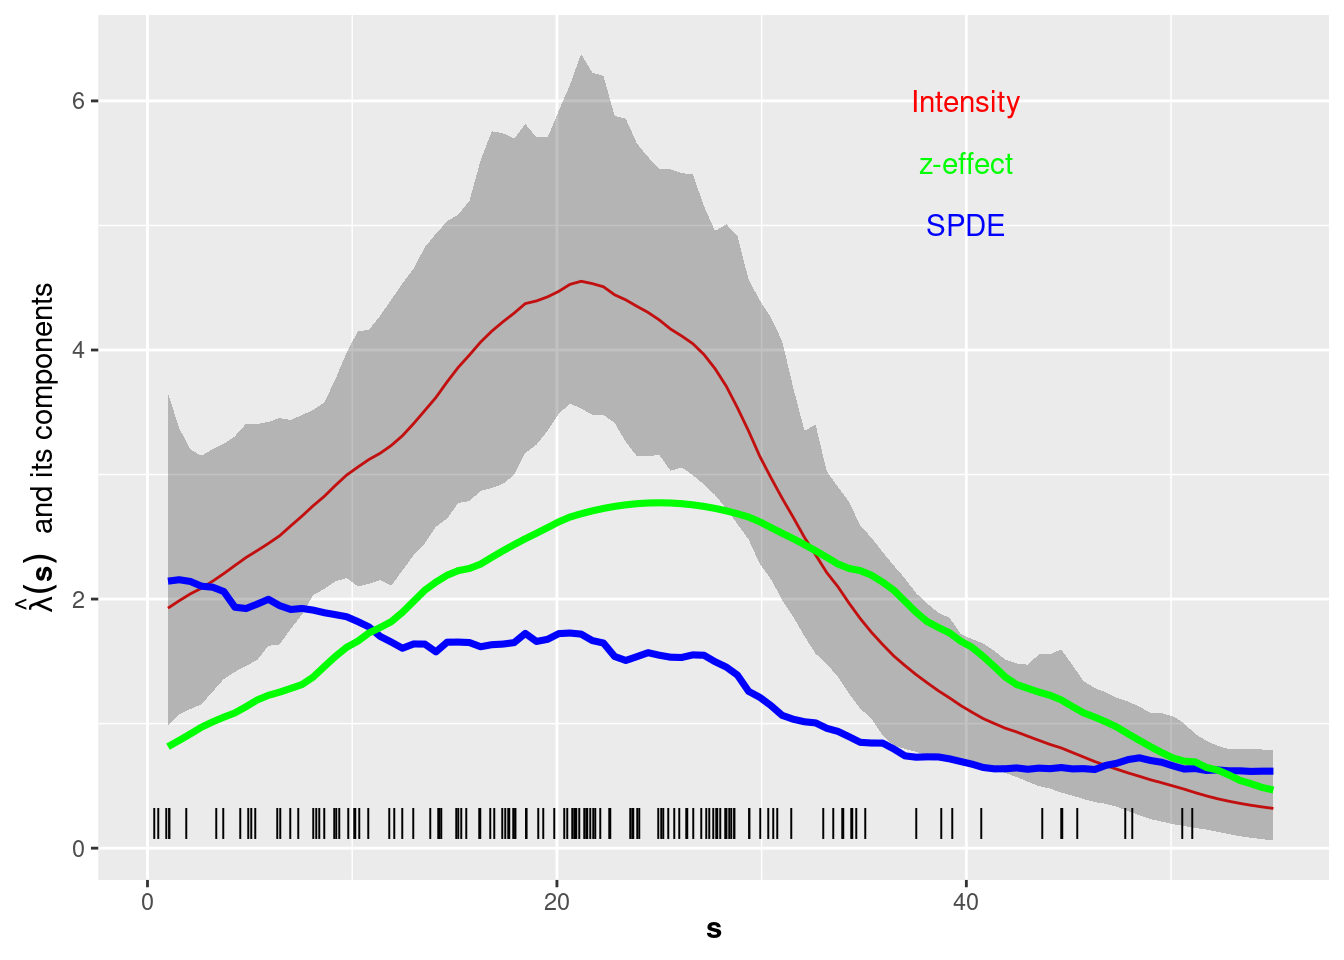 Intensity
z-effect
SPDE
6
4
2
0
λ̂(s) and its components
0 20 40
s